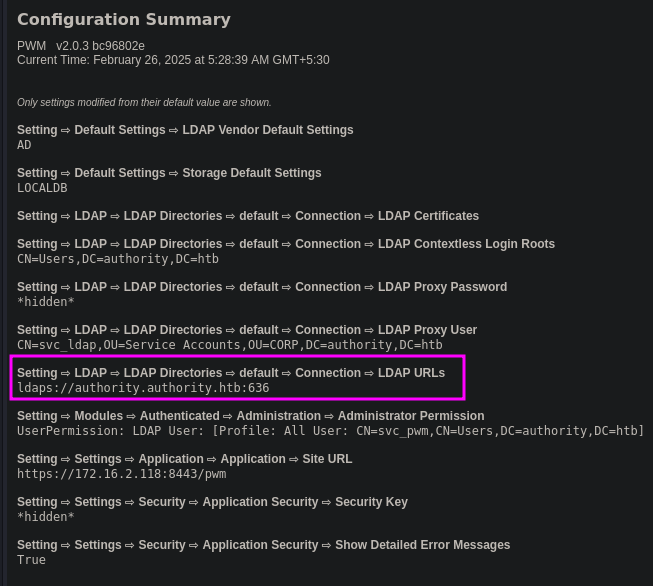 Configuration Summary
PWM v2.0.3 bc96802e
Current Time: February 26, 2025 at 5:28:39 AM GMT+5:30
Only settings modified from their default value are shown.
Setting ⇨ Default Settings ⇨ LDAP Vendor Default Settings
AD
Setting ⇨ Default Settings ⇨ Storage Default Settings
LOCALDB
Setting ⇨ LDAP ⇨ LDAP Directories ⇨ default ⇨ Connection ⇨ LDAP Certificates
Setting ⇨ LDAP ⇨ LDAP Directories ⇨ default ⇨ Connection ⇨ LDAP Contextless Login Roots
CN=Users,DC=authority,DC=htb
Setting ⇨ LDAP ⇨ LDAP Directories ⇨ default ⇨ Connection ⇨ LDAP Proxy Password
*hidden*
Setting ⇨ LDAP ⇨ LDAP Directories ⇨ default ⇨ Connection ⇨ LDAP Proxy User
CN=svc_ldap,OU=Service Accounts,OU=CORP,DC=authority,DC=htb
Setting ⇨ LDAP ⇨ LDAP Directories ⇨ default ⇨ Connection ⇨ LDAP URLs
ldaps://authority.authority.htb:636
Setting ⇨ Modules ⇨ Authenticated ⇨ Administration ⇨ Administrator Permission
UserPermission: LDAP User: [Profile: All User: CN=svc_pwm,CN=Users,DC=authority,DC=htb]
Setting ⇨ Settings ⇨ Application ⇨ Application ⇨ Site URL
https://172.16.2.118:8443/pwm
Setting ⇨ Settings ⇨ Security ⇨ Application Security ⇨ Security Key
*hidden*
Setting ⇨ Settings ⇨ Security ⇨ Application Security ⇨ Show Detailed Error Messages
True